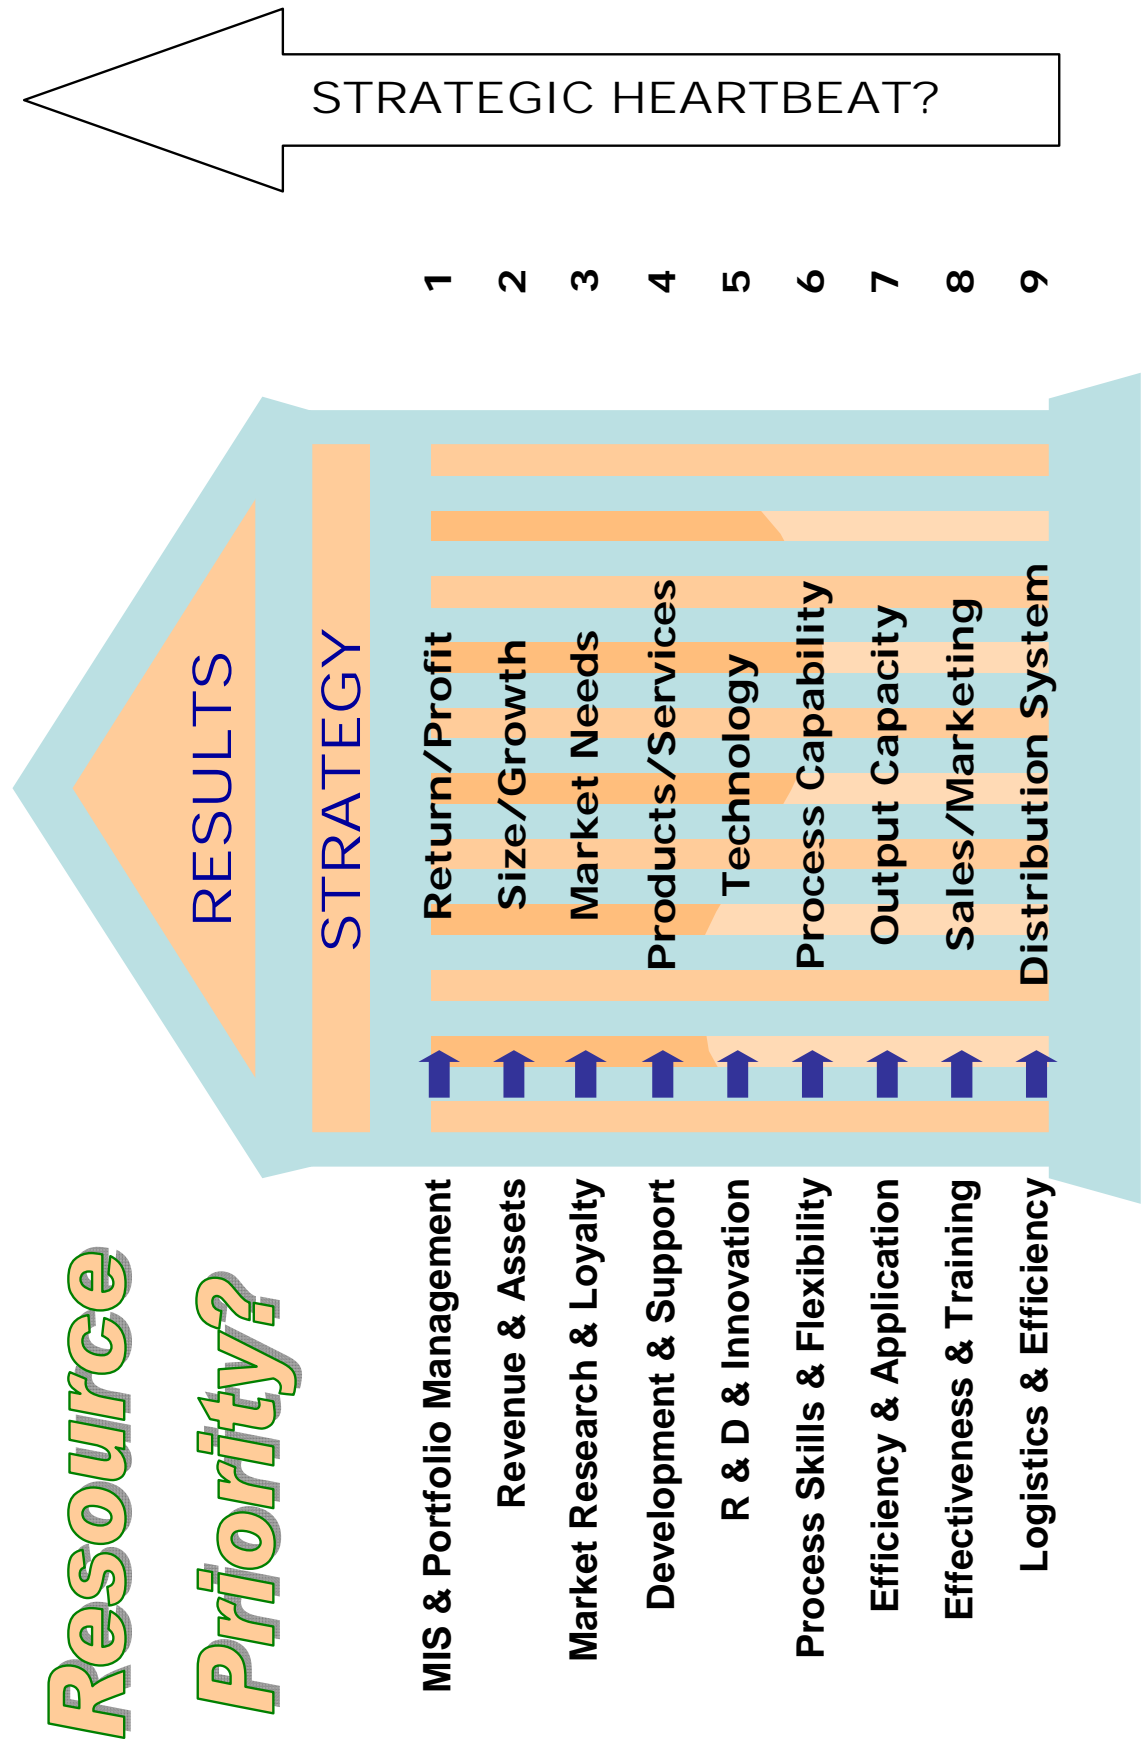 Resource
Priority?
RESULTS
STRATEGY
MIS & Portfolio Management Return/Profit 1
Revenue & Assets Size/Growth 2
Market Research & Loyalty Market Needs 3
Development & Support Products/Services 4
R & D & Innovation Technology 5
Process Skills & Flexibility Process Capability 6
Efficiency & Application Output Capacity 7
Effectiveness & Training Sales/Marketing 8
Logistics & Efficiency Distribution System 9
STRATEGIC HEARTBEAT?